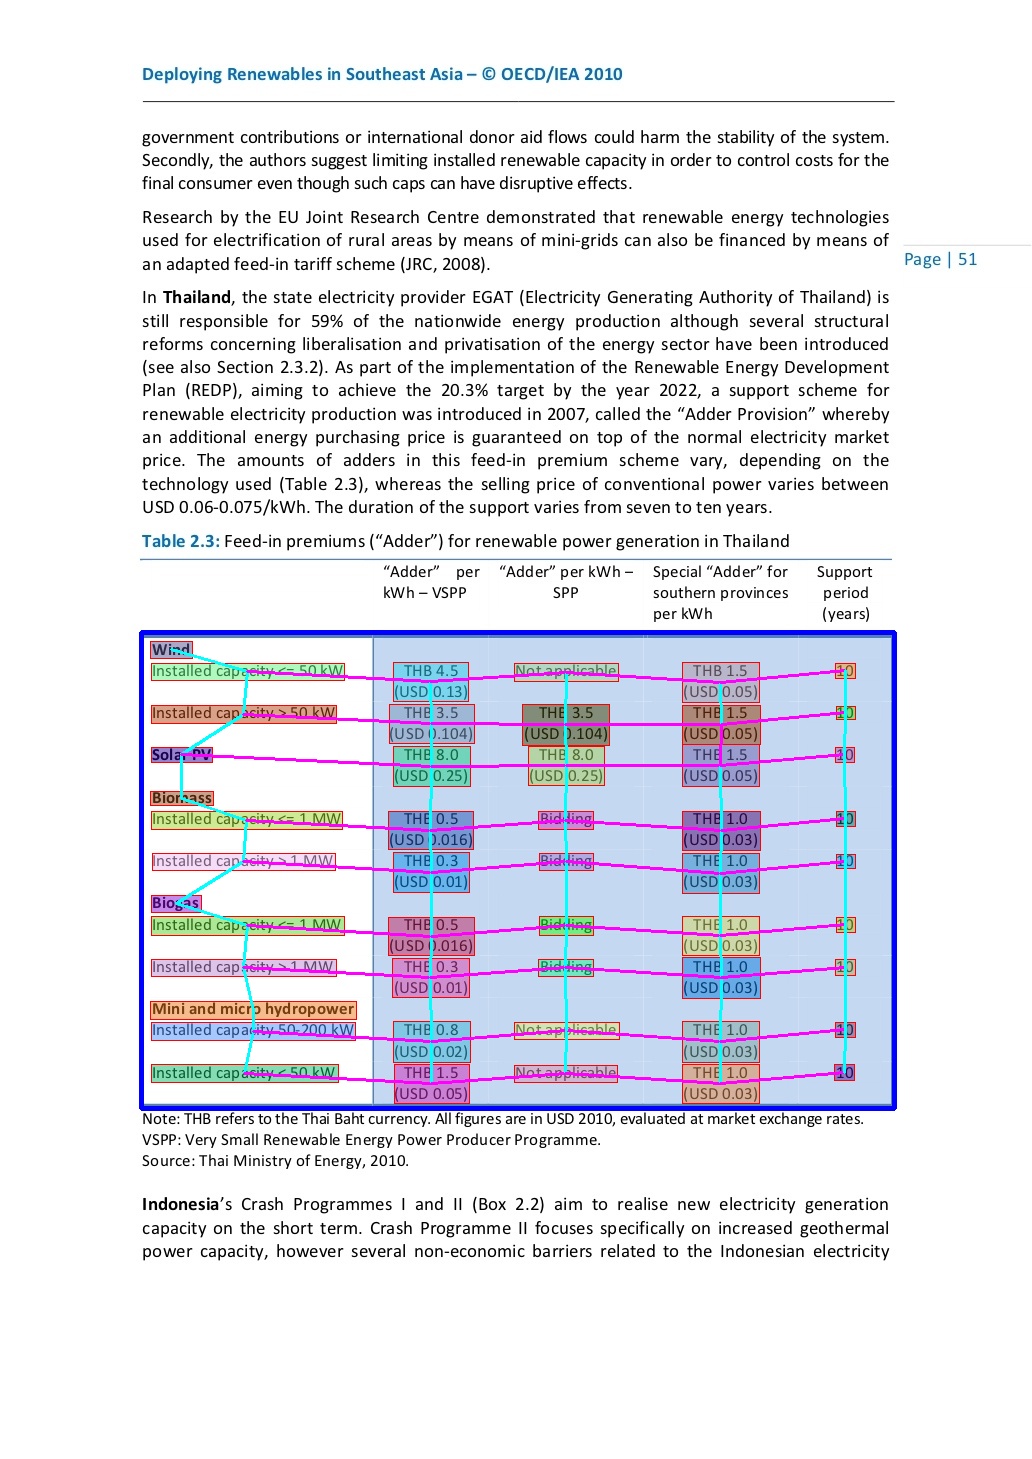 Deploying Renewables in Southeast Asia – © OECD/IEA 2010
government contributions or international donor aid flows could harm the stability of the system.
Secondly, the authors suggest limiting installed renewable capacity in order to control costs for the
final consumer even though such caps can have disruptive effects.
Research by the EU Joint Research Centre demonstrated that renewable energy technologies
used for electrification of rural areas by means of mini-grids can also be financed by means of
an adapted feed-in tariff scheme (JRC, 2008).
Page | 51
In Thailand, the state electricity provider EGAT (Electricity Generating Authority of Thailand) is
still responsible for 59% of the nationwide energy production although several structural
reforms concerning liberalisation and privatisation of the energy sector have been introduced
(see also Section 2.3.2). As part of the implementation of the Renewable Energy Development
Plan (REDP), aiming to achieve the 20.3% target by the year 2022, a support scheme for
renewable electricity production was introduced in 2007, called the “Adder Provision” whereby
an additional energy purchasing price is guaranteed on top of the normal electricity market
price. The amounts of adders in this feed-in premium scheme vary, depending on the
technology used (Table 2.3), whereas the selling price of conventional power varies between
USD 0.06-0.075/kWh. The duration of the support varies from seven to ten years.
Table 2.3: Feed-in premiums (“Adder”) for renewable power generation in Thailand
“Adder” per “Adder” per kWh – Special “Adder” for Support
kWh – VSPP SPP southern provinces period
per kWh (years)
Wind
Installed capacity <= 50 kW THB 4.5 Not applicable THB 1.5 10
(USD 0.13) (USD 0.05)
Installed capacity > 50 kW THB 3.5 THB 3.5 THB 1.5 10
(USD 0.104) (USD 0.104) (USD 0.05)
Solar PV THB 8.0 THB 8.0 THB 1.5 10
(USD 0.25) (USD 0.25) (USD 0.05)
Biomass
Installed capacity <= 1 MW THB 0.5 Bidding THB 1.0 10
(USD 0.016) (USD 0.03)
Installed capacity > 1 MW THB 0.3 Bidding THB 1.0 10
(USD 0.01) (USD 0.03)
Biogas
Installed capacity <= 1 MW THB 0.5 Bidding THB 1.0 10
(USD 0.016) (USD 0.03)
Installed capacity > 1 MW THB 0.3 Bidding THB 1.0 10
(USD 0.01) (USD 0.03)
Mini and micro hydropower
Installed capacity 50-200 kW THB 0.8 Not applicable THB 1.0 10
(USD 0.02) (USD 0.03)
Installed capacity < 50 kW THB 1.5 Not applicable THB 1.0 10
(USD 0.05) (USD 0.03)
Note: THB refers to the Thai Baht currency. All figures are in USD 2010, evaluated at market exchange rates.
VSPP: Very Small Renewable Energy Power Producer Programme.
Source: Thai Ministry of Energy, 2010.
Indonesia’s Crash Programmes I and II (Box 2.2) aim to realise new electricity generation
capacity on the short term. Crash Programme II focuses specifically on increased geothermal
power capacity, however several non-economic barriers related to the Indonesian electricity